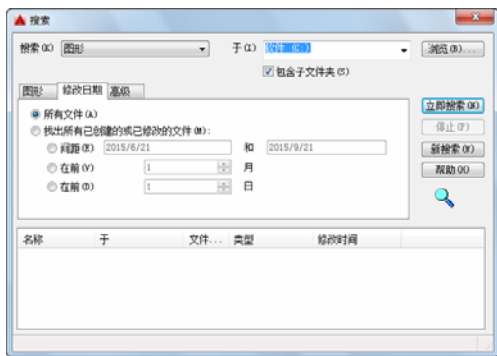 搜索
搜索(K) 图形 于(I) 软件 (G:) 浏览(B)...
包含子文件夹(S)
图形 修改日期 高级
立即搜索(N)
所有文件(A)
停止(P)
找出所有已创建的或已修改的文件(M):
新搜索(W)
间距(E) 2015/6/21 和 2015/9/21
在前(V) 1 月
帮助(H)
在前(D) 1 日
名称 于 文件... 类型 修改时间